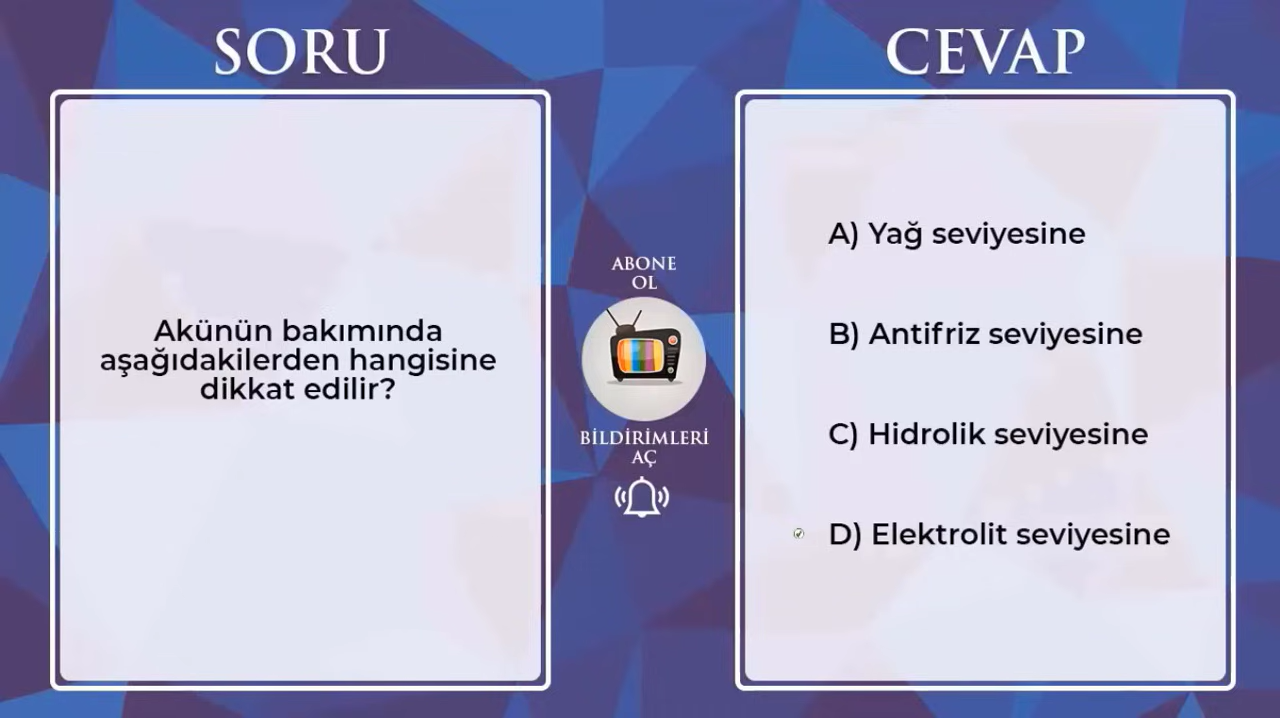 SORU
Akünün bakımında
aşağıdakilerden hangisine
dikkat edilir?
ABONE
OL
BİLDİRİMLERİ
AÇ
CEVAP
A) Yağ seviyesine
B) Antifriz seviyesine
C) Hidrolik seviyesine
D) Elektrolit seviyesine